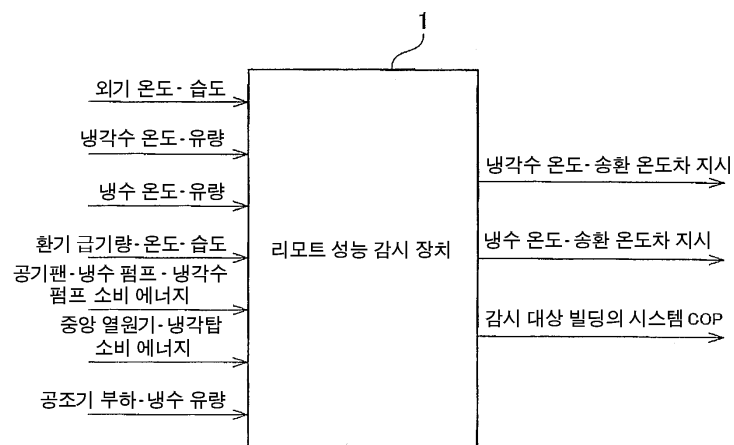 1
외기 온도- 습도
냉각수 온도-유량
냉수 온도-유량
환기 급기량-온도- 습도
공기팬-냉수 펌프-냉각수
펌프 소비 에너지
중앙 열원기-냉각탑
소비 에너지
공조기 부하-냉수 유량
리모트 성능 감시 장치
냉각수 온도-송환 온도차 지시
냉수 온도-송환 온도차 지시
감시 대상 빌딩의 시스템 COP